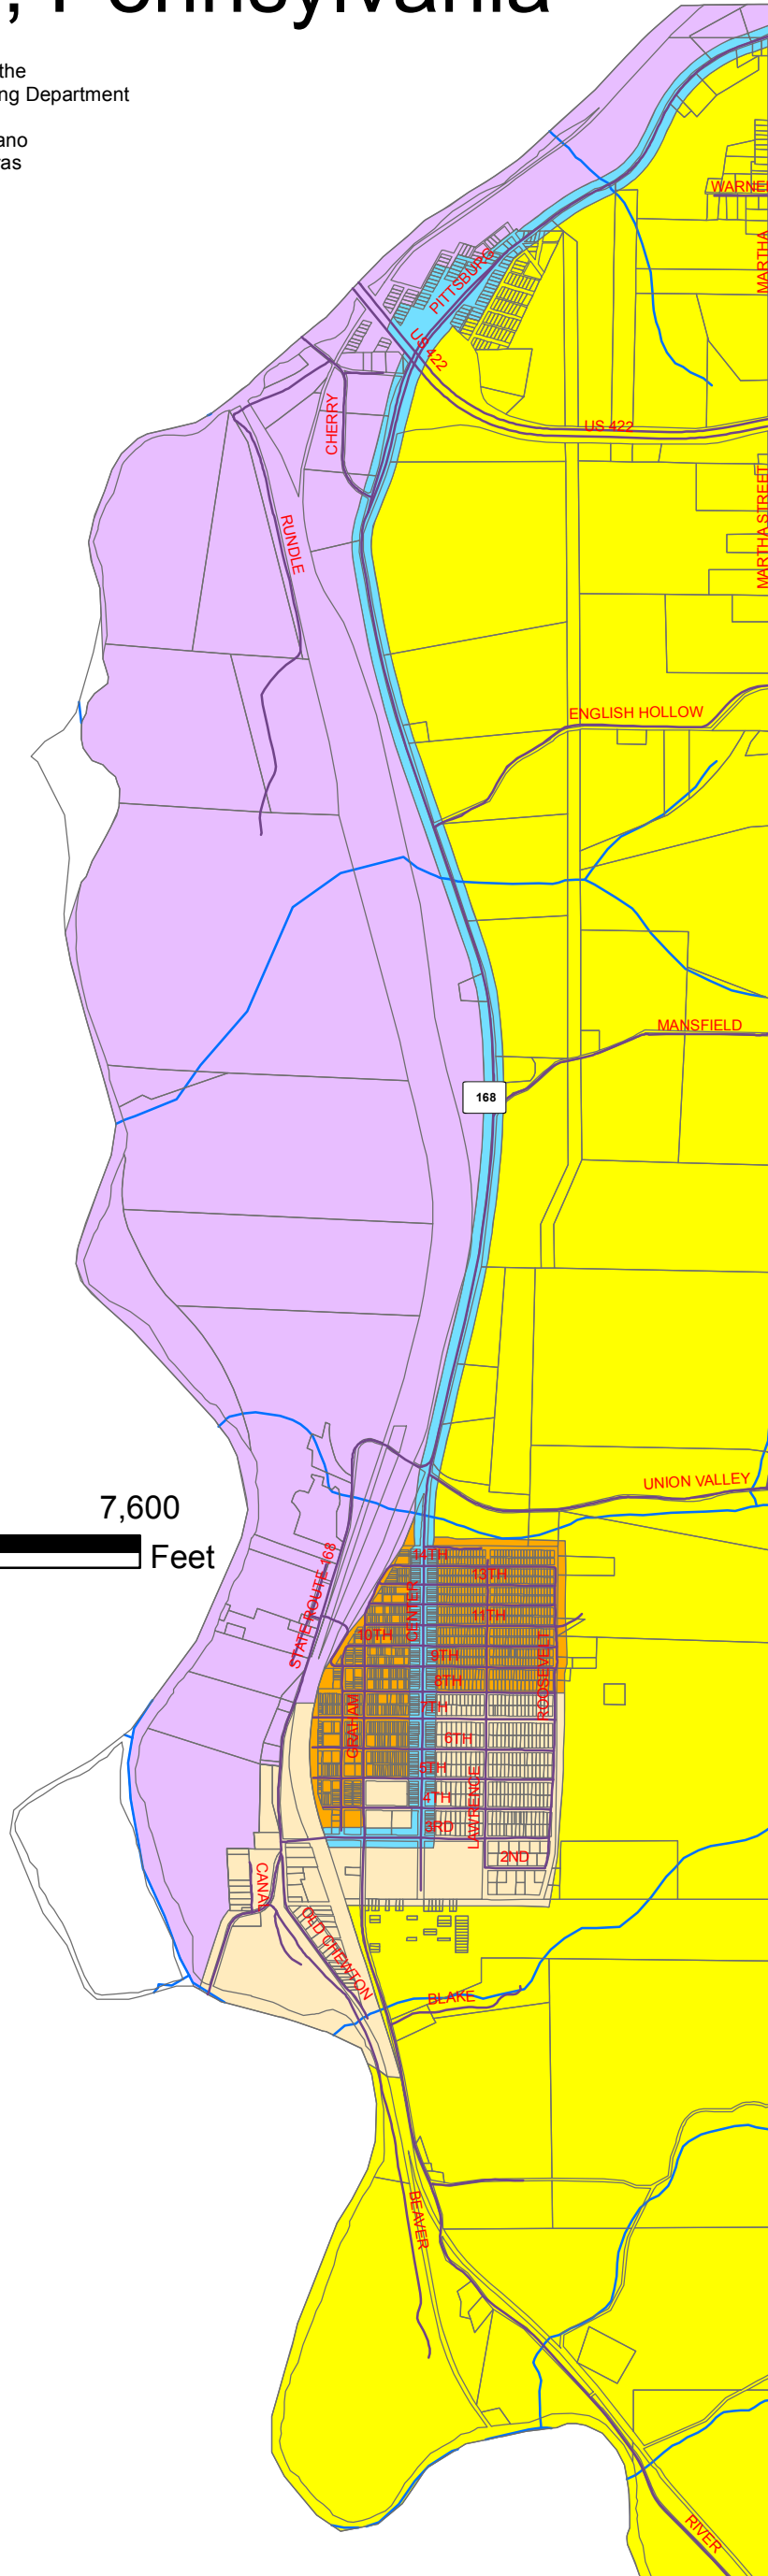 , Pennsylvania
the
ng Department
ano
as
WARNE
MARTHA
PITTSBURG
US 422
US 422
CHERRY
MARTHA STREET
RUNDLE
ENGLISH HOLLOW
MANSFIELD
168
UNION VALLEY
7,600
Feet
STATE ROUTE 168
14TH
13TH
CENTER
11TH
10TH
ROOSEVELT
9TH
8TH
GRAHAM
7TH
6TH
5TH
LAWRENCE
4TH
3RD
2ND
CANAL
OLD CHEWTON
BLAKE
BEAVER
RIVER